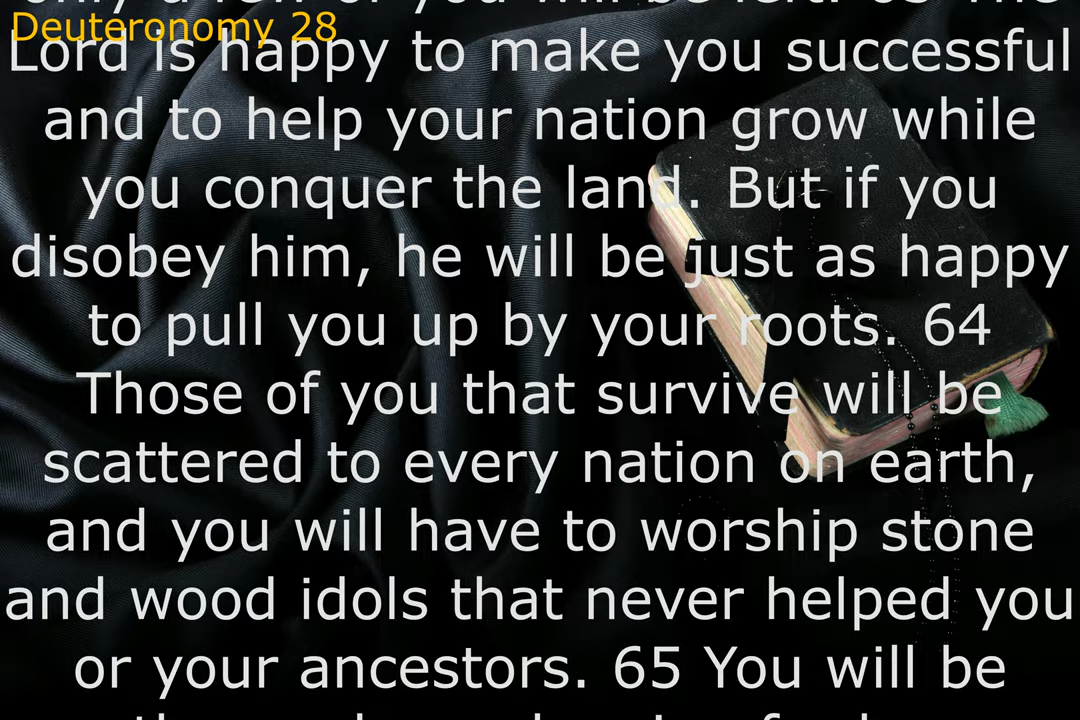 Deuteronomy 28
Lord is happy to make you successful
and to help your nation grow while
you conquer the land. But if you
disobey him, he will be just as happy
to pull you up by your roots. 64
Those of you that survive will be
scattered to every nation on earth,
and you will have to worship stone
and wood idols that never helped you
or your ancestors. 65 You will be